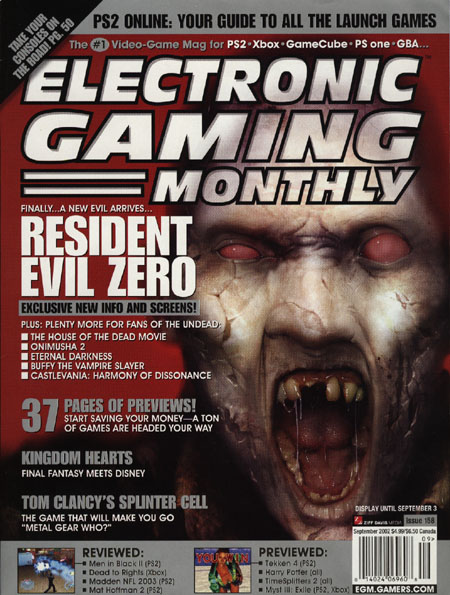 TAKE YOUR
CONSOLES ON
THE ROAD! PG. 50
PS2 ONLINE: YOUR GUIDE TO ALL THE LAUNCH GAMES
The #1 Video-Game Mag for PS2 • Xbox • GameCube • PS one • GBA...
ELECTRONIC
GAMING
MONTHLY
FINALLY...A NEW EVIL ARRIVES...
RESIDENT
EVIL ZERO
EXCLUSIVE NEW INFO AND SCREENS!
PLUS: PLENTY MORE FOR FANS OF THE UNDEAD:
■ THE HOUSE OF THE DEAD MOVIE
■ ONIMUSHA 2
■ ETERNAL DARKNESS
■ BUFFY THE VAMPIRE SLAYER
■ CASTLEVANIA: HARMONY OF DISSONANCE
37 PAGES OF PREVIEWS!
START SAVING YOUR MONEY—A TON
OF GAMES ARE HEADED YOUR WAY
KINGDOM HEARTS
FINAL FANTASY MEETS DISNEY
TOM CLANCY'S SPLINTER CELL
THE GAME THAT WILL MAKE YOU GO
"METAL GEAR WHO?"
DISPLAY UNTIL SEPTEMBER 3
ZIFF DAVIS MEDIA
Issue 158
September 2002 $4.99/$6.50 Canada
09>
REVIEWED:
• Men in Black II (PS2)
• Dead to Rights (Xbox)
• Madden NFL 2003 (PS2)
• Mat Hoffman 2 (PS2)
PREVIEWED:
• Tekken 4 (PS2)
• Harry Potter (all)
• TimeSplitters 2 (all)
• Myst III: Exile (PS2, Xbox)
8 14024 06960 6
EGM.GAMERS.COM